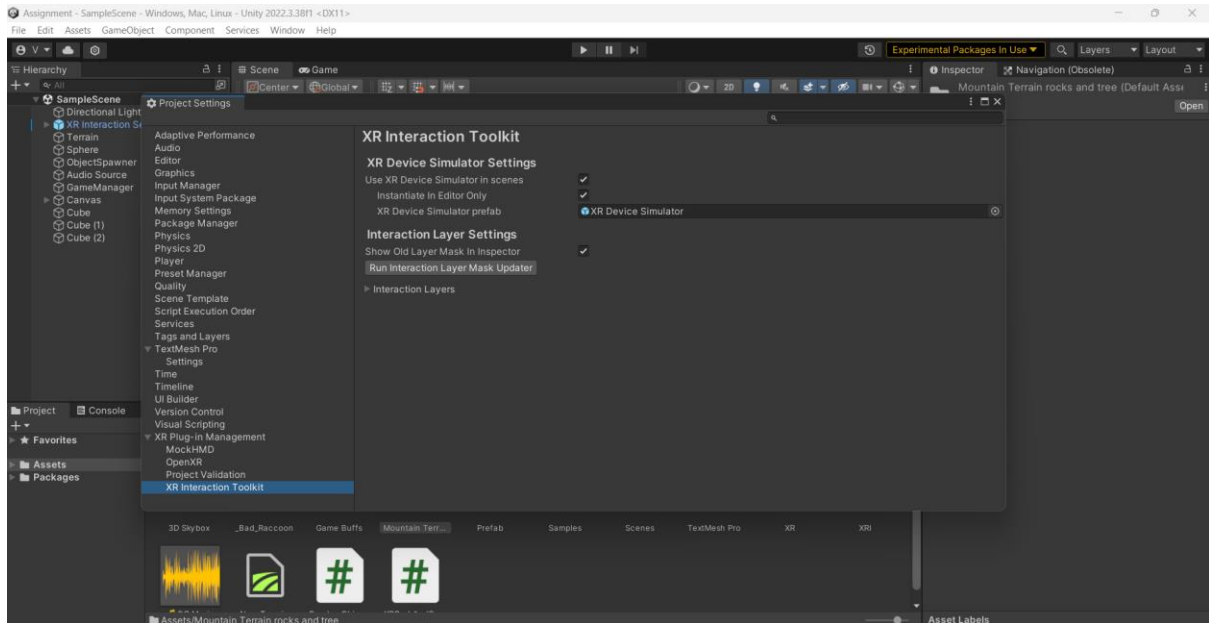 Assignment - SampleScene - Windows, Mac, Linux - Unity 2022.3.38f1 <DX11>
File Edit Assets GameObject Component Services Window Help
V Experimental Packages In Use Layers Layout
Hierarchy Scene Game Inspector Navigation (Obsolete)
All Center Global 2D Mountain Terrain rocks and tree (Default Asse
Open
SampleScene
Directional Light
XR Interaction Se
Terrain
Sphere
ObjectSpawner
Audio Source
GameManager
Canvas
Cube
Cube (1)
Cube (2)
Project Settings
Adaptive Performance
Audio
Editor
Graphics
Input Manager
Input System Package
Memory Settings
Package Manager
Physics
Physics 2D
Player
Preset Manager
Quality
Scene Template
Script Execution Order
Services
Tags and Layers
TextMesh Pro
Settings
Time
Timeline
UI Builder
Version Control
Visual Scripting
XR Plug-in Management
MockHMD
OpenXR
Project Validation
XR Interaction Toolkit
XR Interaction Toolkit
XR Device Simulator Settings
Use XR Device Simulator in scenes
Instantiate In Editor Only
XR Device Simulator prefab XR Device Simulator
Interaction Layer Settings
Show Old Layer Mask In Inspector
Run Interaction Layer Mask Updater
Interaction Layers
Project Console
Favorites
Assets
Packages
3D Skybox _Bad_Raccoon Game Buffs Mountain Terr... Prefab Samples Scenes TextMesh Pro XR XRI
Assets/Mountain Terrain rocks and tree
Asset Labels